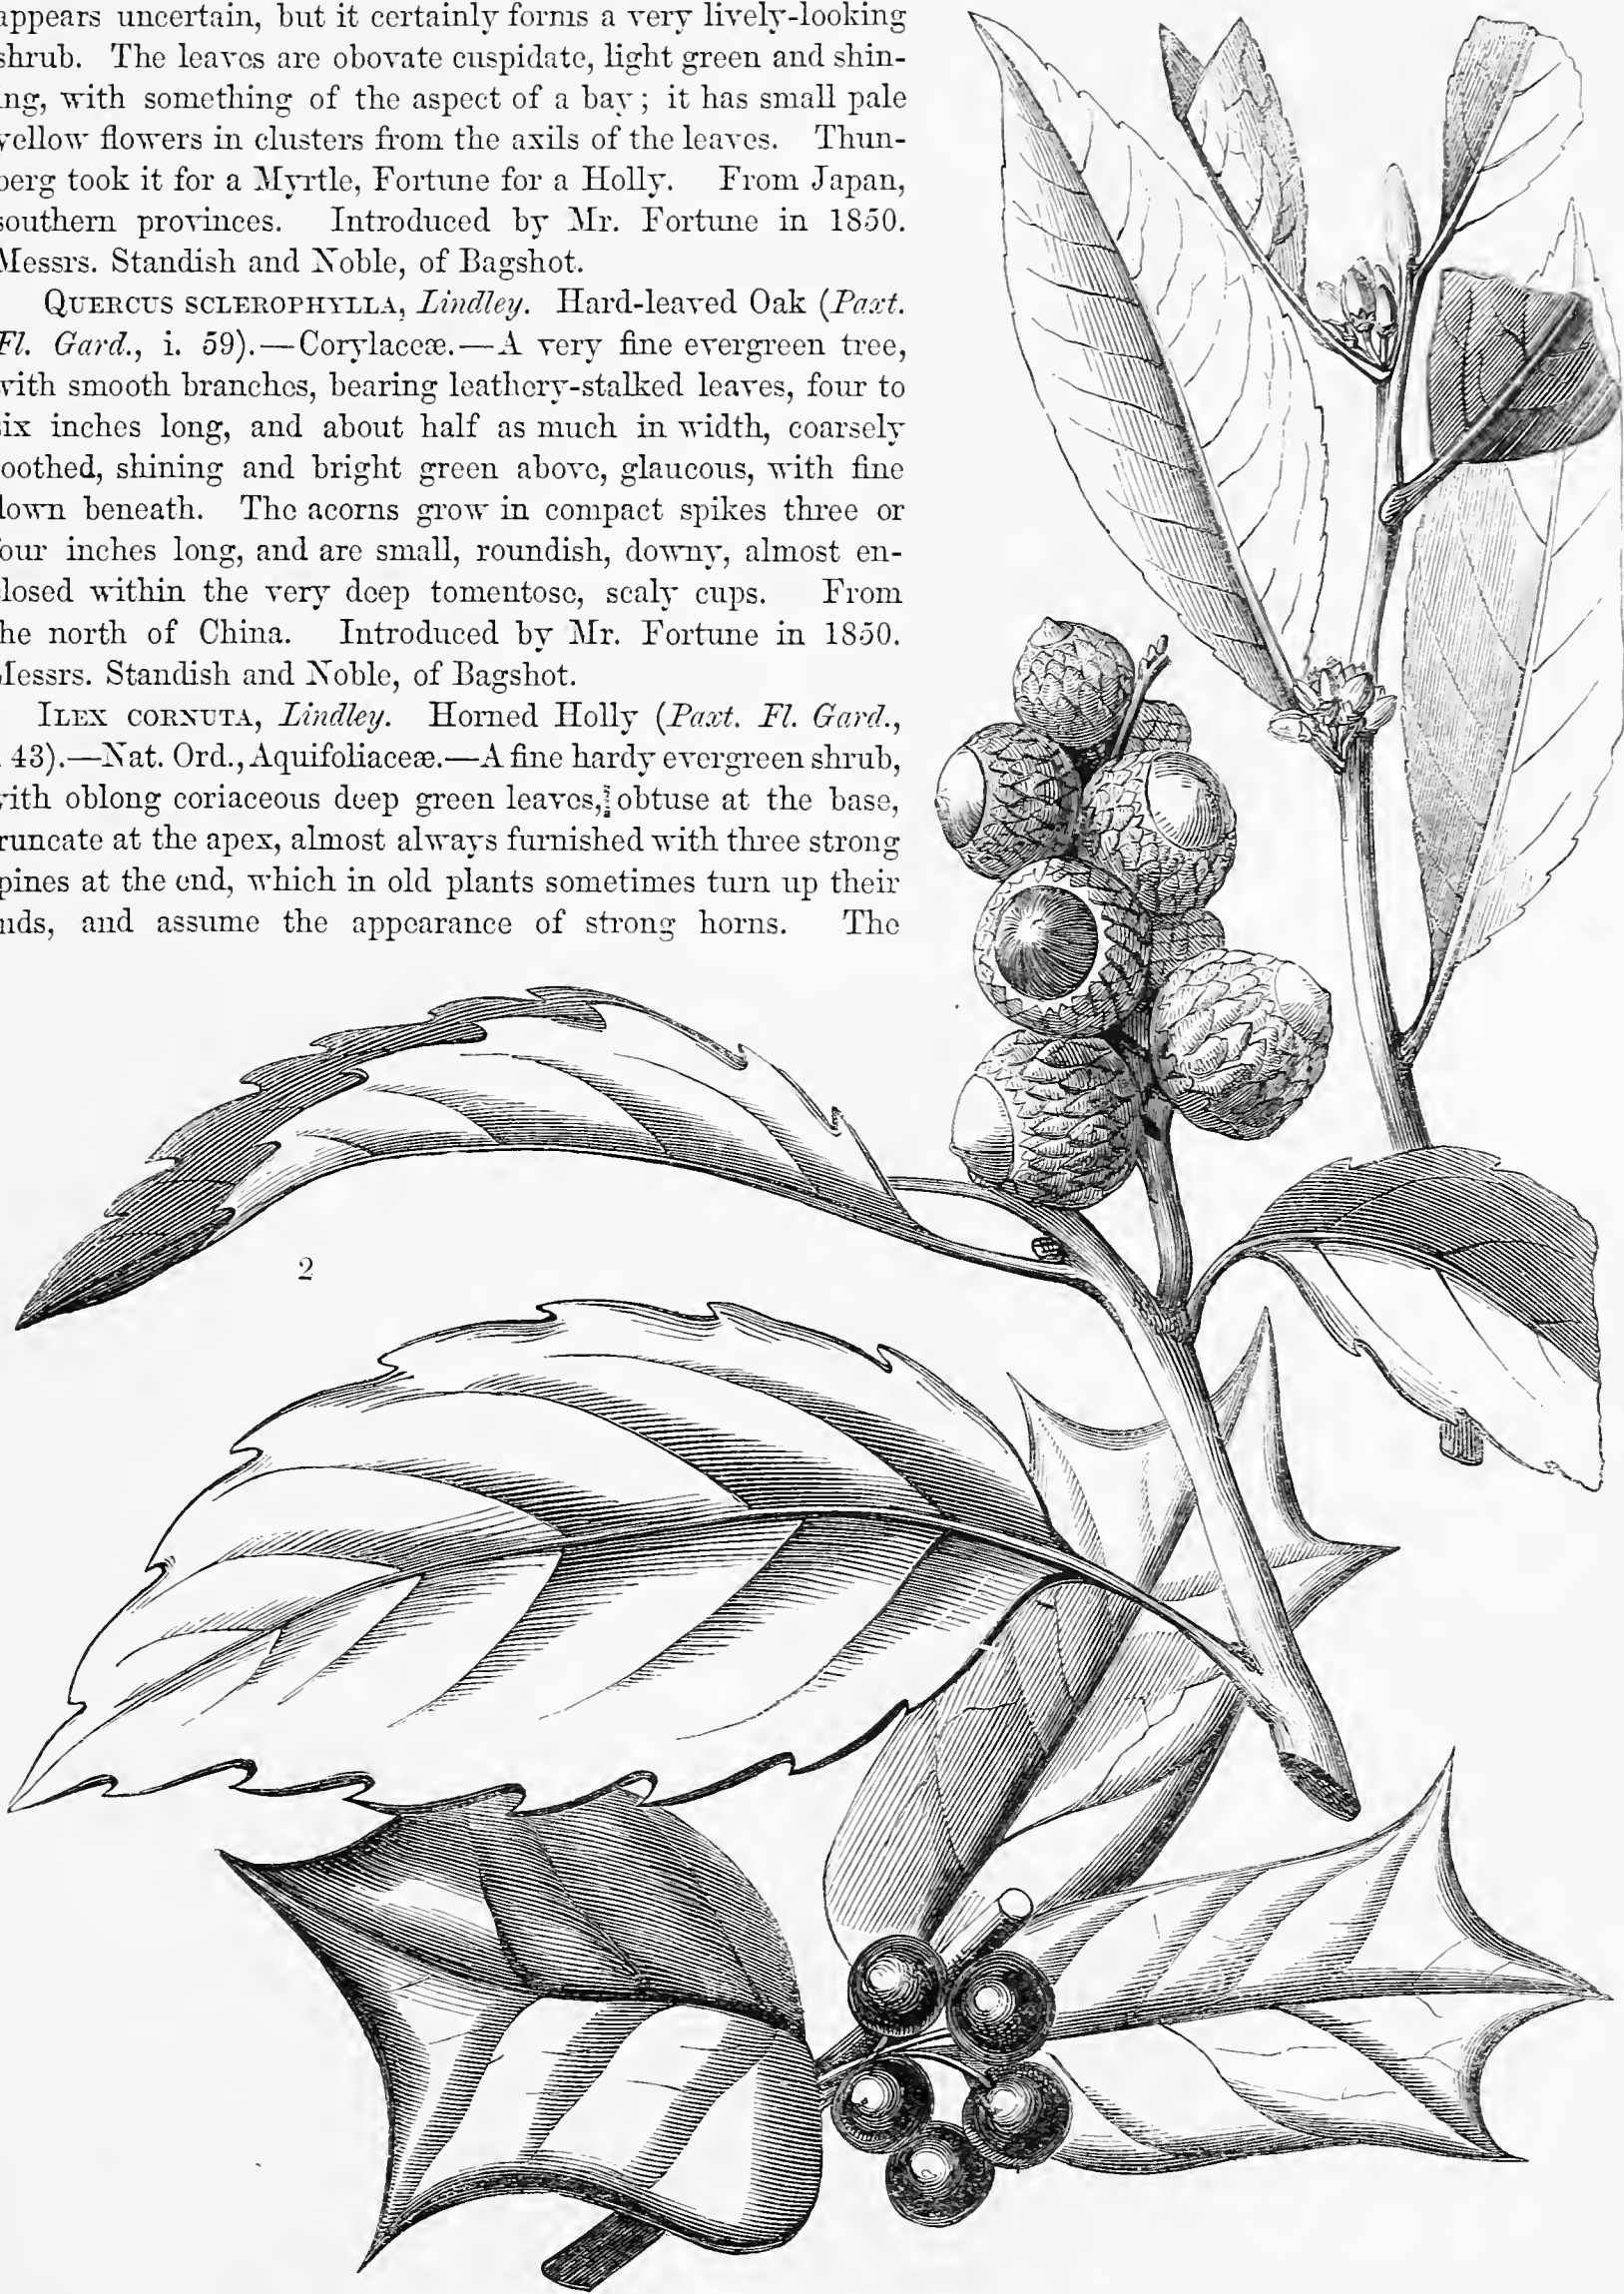 appears uncertain, but it certainly forms a very lively-looking
shrub. The leaves are obovate cuspidate, light green and shin-
ing, with something of the aspect of a bay; it has small pale
yellow flowers in clusters from the axils of the leaves. Thun-
berg took it for a Myrtle, Fortune for a Holly. From Japan,
southern provinces. Introduced by Mr. Fortune in 1850.
Messrs. Standish and Noble, of Bagshot.
QUERCUS SCLEROPHYLLA, Lindley. Hard-leaved Oak (Paxt.
Fl. Gard., i. 59).—Corylaceæ.—A very fine evergreen tree,
with smooth branches, bearing leathery-stalked leaves, four to
six inches long, and about half as much in width, coarsely
toothed, shining and bright green above, glaucous, with fine
down beneath. The acorns grow in compact spikes three or
four inches long, and are small, roundish, downy, almost en-
closed within the very deep tomentose, scaly cups. From
the north of China. Introduced by Mr. Fortune in 1850.
Messrs. Standish and Noble, of Bagshot.
ILEX CORNUTA, Lindley. Horned Holly (Paxt. Fl. Gard.,
43).—Nat. Ord., Aquifoliaceæ.—A fine hardy evergreen shrub,
with oblong coriaceous deep green leaves, obtuse at the base,
truncate at the apex, almost always furnished with three strong
spines at the end, which in old plants sometimes turn up their
ends, and assume the appearance of strong horns. The
2